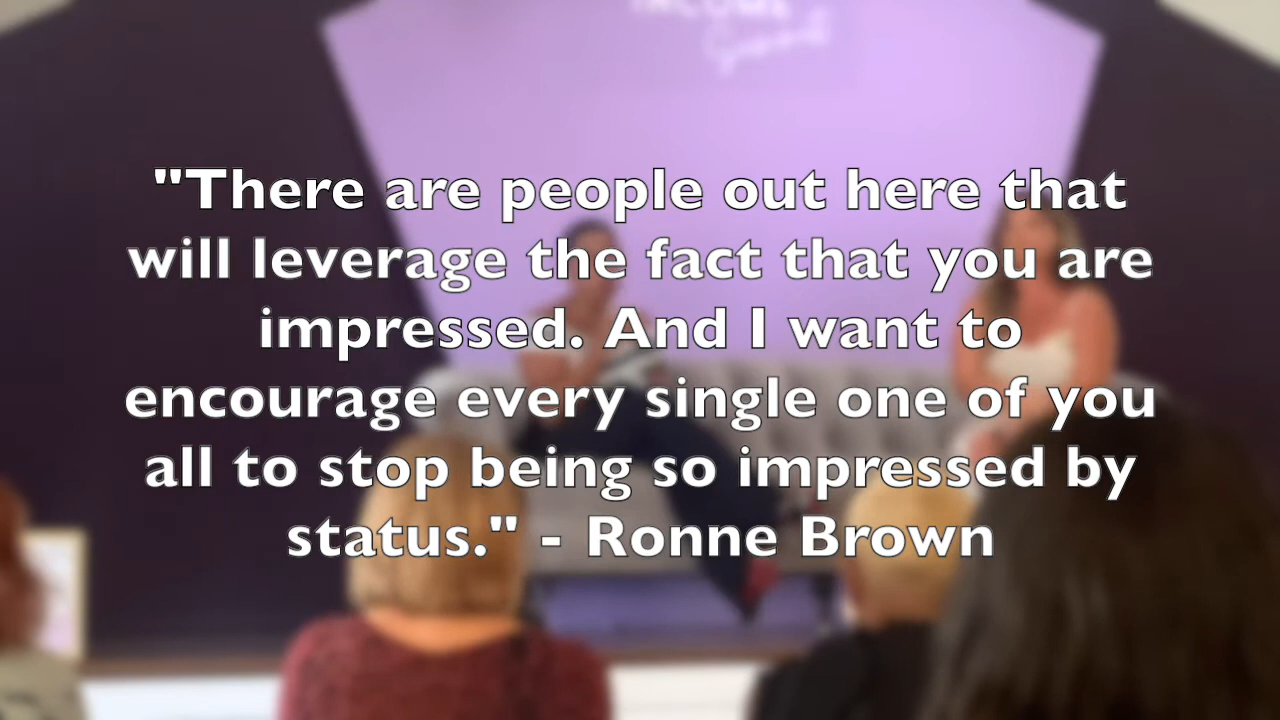 "There are people out here that
will leverage the fact that you are
impressed. And I want to
encourage every single one of you
all to stop being so impressed by
status." - Ronne Brown